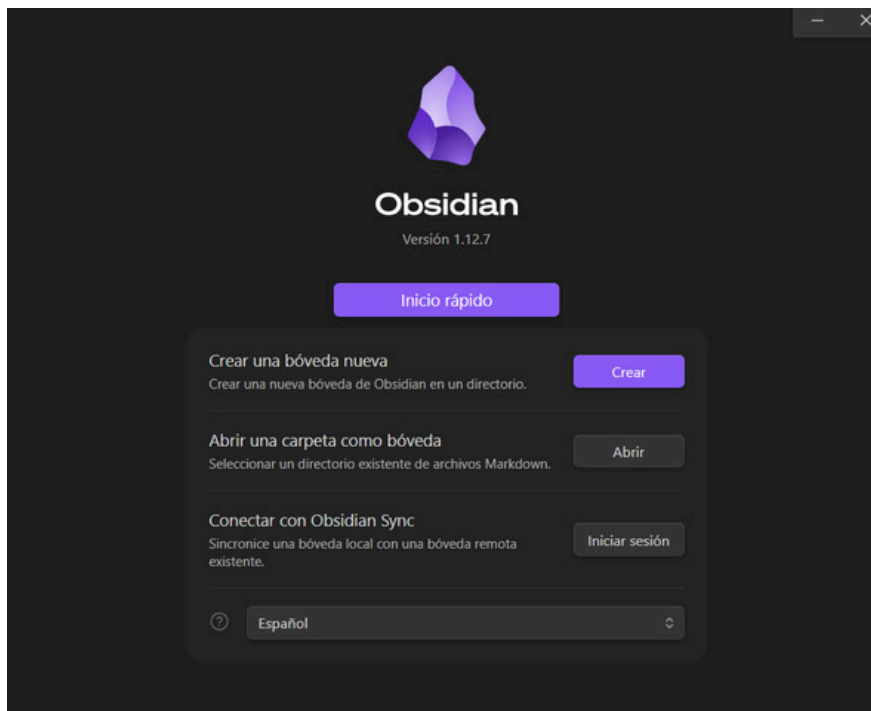 Obsidian
Versión 1.12.7
Inicio rápido
Crear una bóveda nueva
Crear una nueva bóveda de Obsidian en un directorio.
Crear
Abrir una carpeta como bóveda
Seleccionar un directorio existente de archivos Markdown.
Abrir
Conectar con Obsidian Sync
Sincronice una bóveda local con una bóveda remota
existente.
Iniciar sesión
Español